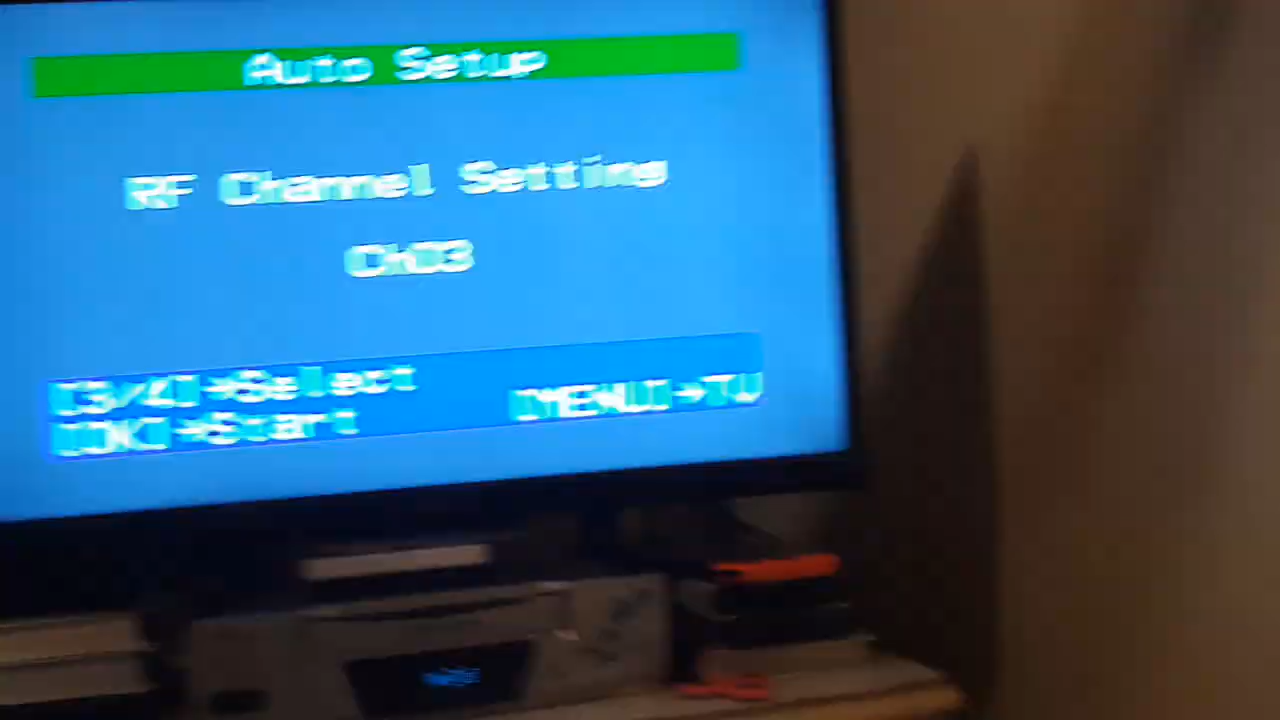 Auto Setup
RF Channel Setting
Ch03
[3/4]→Select
[OK]→Start
[MENU]→TV